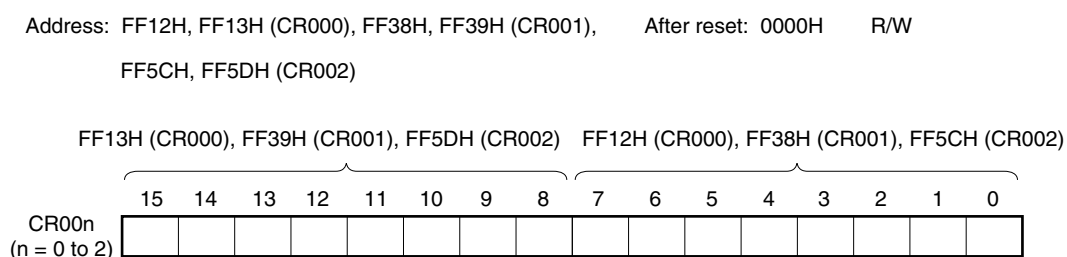 Address: FF12H, FF13H (CR000), FF38H, FF39H (CR001), After reset: 0000H R/W
FF5CH, FF5DH (CR002)
FF13H (CR000), FF39H (CR001), FF5DH (CR002) FF12H (CR000), FF38H (CR001), FF5CH (CR002)
15 14 13 12 11 10 9 8 7 6 5 4 3 2 1 0
CR00n
(n = 0 to 2)